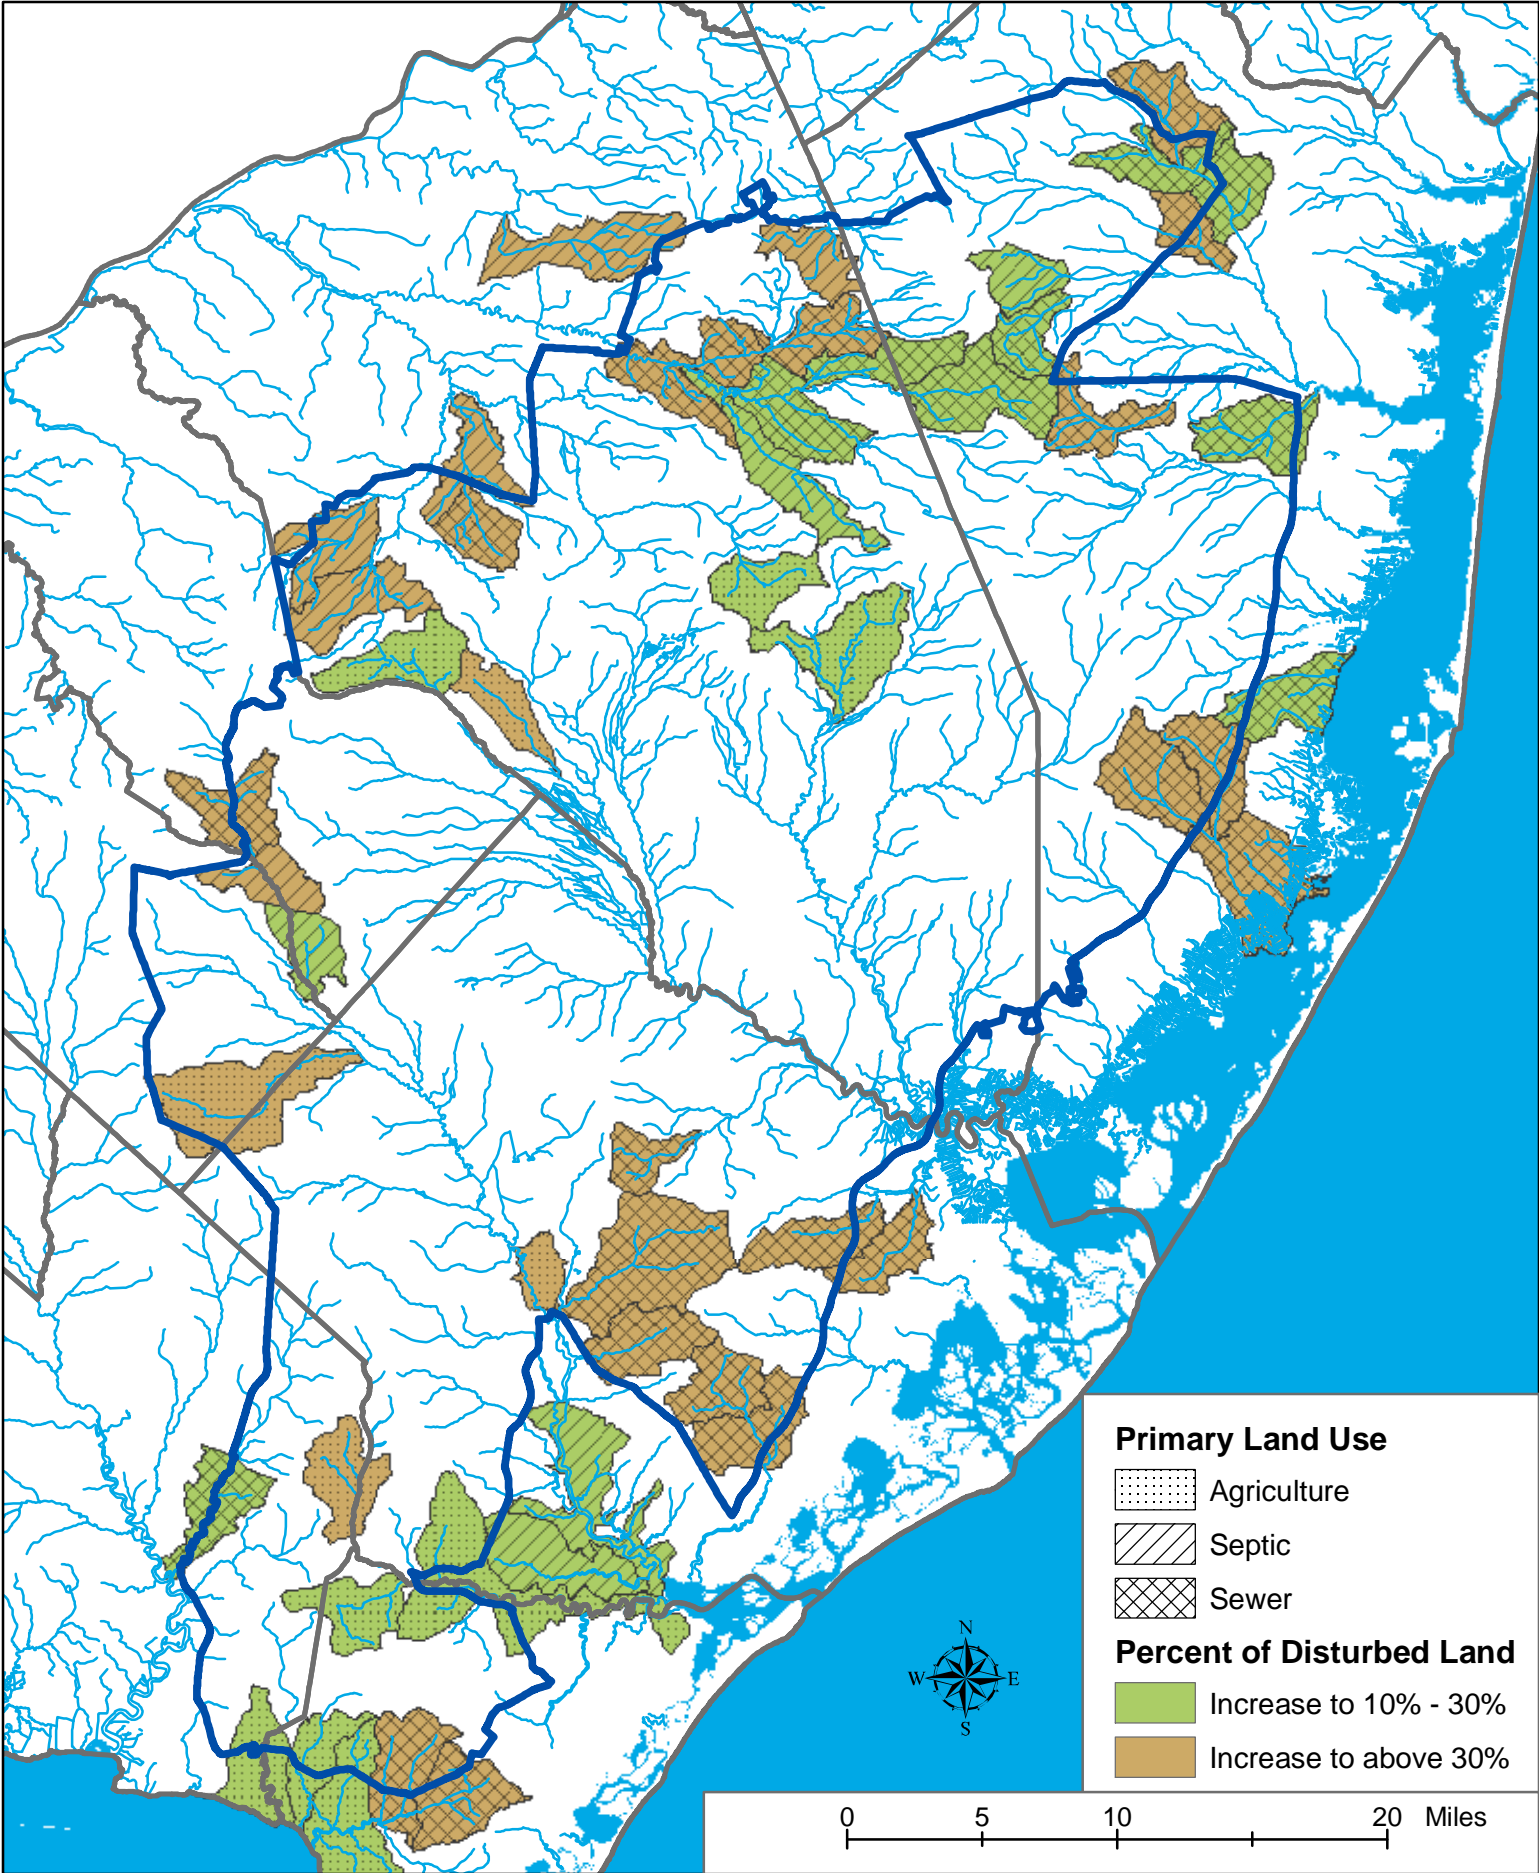 Primary Land Use
Agriculture
Septic
Sewer
Percent of Disturbed Land
Increase to 10% - 30%
Increase to above 30%
N
W E
S
0 5 10 20 Miles